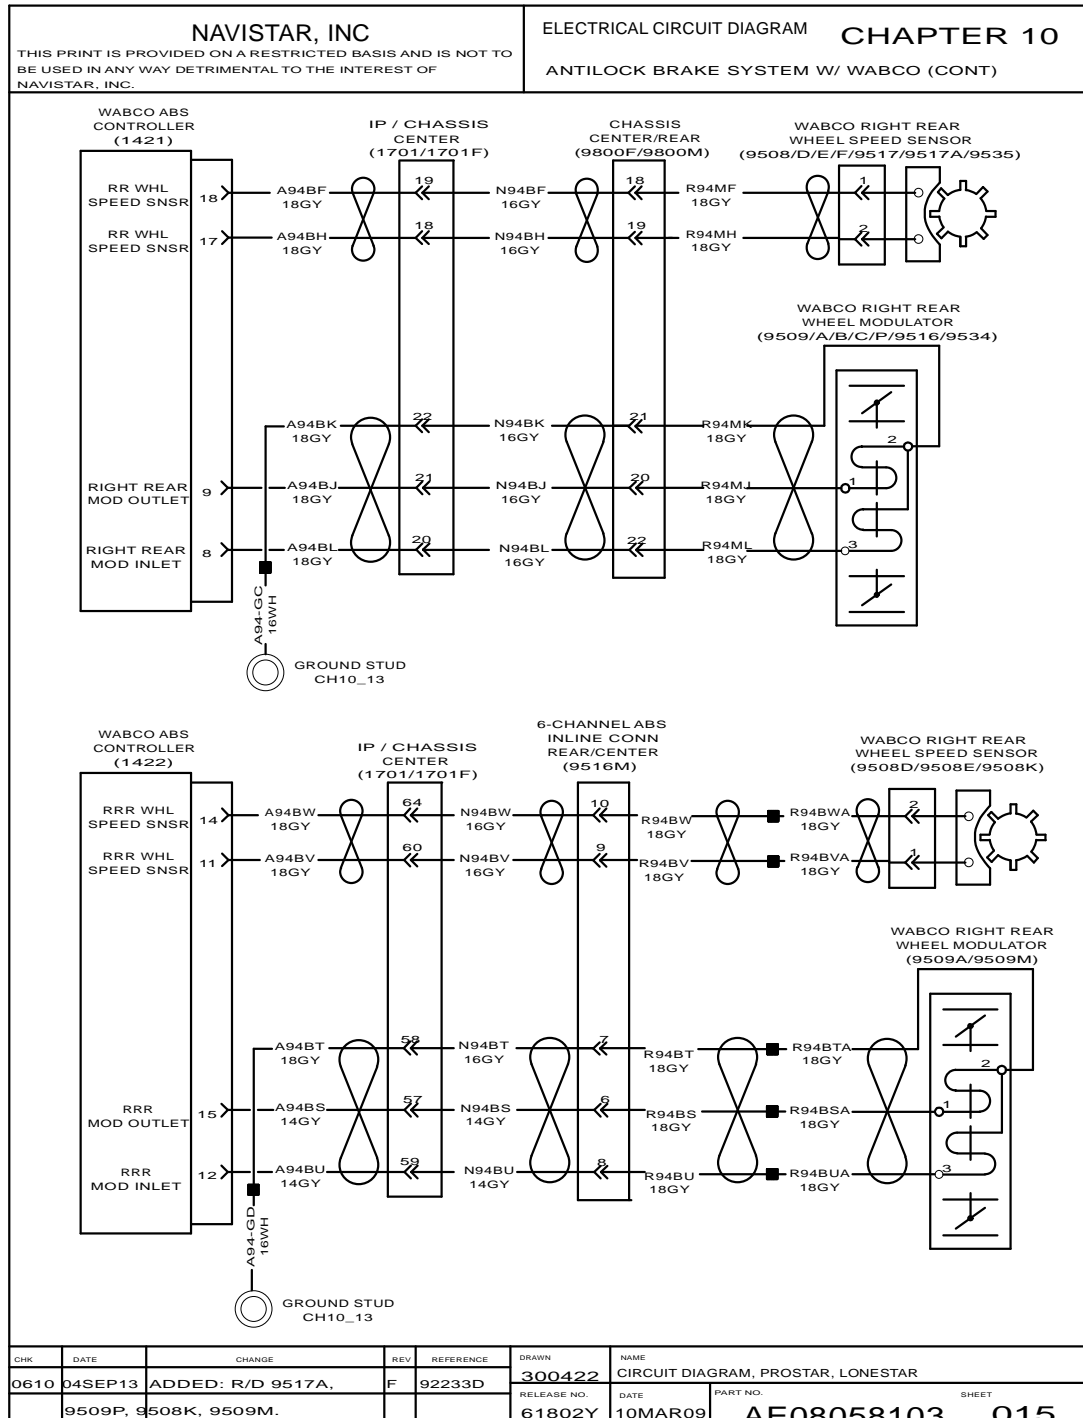 NAVISTAR, INC
THIS PRINT IS PROVIDED ON A RESTRICTED BASIS AND IS NOT TO
BE USED IN ANY WAY DETRIMENTAL TO THE INTEREST OF
NAVISTAR, INC.
ELECTRICAL CIRCUIT DIAGRAM
CHAPTER 10
ANTILOCK BRAKE SYSTEM W/ WABCO (CONT)
WABCO ABS
CONTROLLER
(1421)
IP / CHASSIS
CENTER
(1701/1701F)
CHASSIS
CENTER/REAR
(9800F/9800M)
WABCO RIGHT REAR
WHEEL SPEED SENSOR
(9508/D/E/F/9517/9517A/9535)
RR WHL
SPEED SNSR
18
A94BF
18GY
19
N94BF
16GY
18
R94MF
18GY
1
RR WHL
SPEED SNSR
17
A94BH
18GY
18
N94BH
16GY
19
R94MH
18GY
2
WABCO RIGHT REAR
WHEEL MODULATOR
(9509/A/B/C/P/9516/9534)
A94BK
18GY
22
N94BK
16GY
21
R94MK
18GY
2
RIGHT REAR
MOD OUTLET
9
A94BJ
18GY
21
N94BJ
16GY
20
R94MJ
18GY
1
RIGHT REAR
MOD INLET
8
A94BL
18GY
20
N94BL
16GY
22
R94ML
18GY
3
A94-GC
16WH
GROUND STUD
CH10_13
WABCO ABS
CONTROLLER
(1422)
IP / CHASSIS
CENTER
(1701/1701F)
6-CHANNEL ABS
INLINE CONN
REAR/CENTER
(9516M)
WABCO RIGHT REAR
WHEEL SPEED SENSOR
(9508D/9508E/9508K)
RRR WHL
SPEED SNSR
14
A94BW
18GY
64
N94BW
16GY
10
R94BW
18GY
R94BWA
18GY
2
RRR WHL
SPEED SNSR
11
A94BV
18GY
60
N94BV
16GY
9
R94BV
18GY
R94BVA
18GY
1
WABCO RIGHT REAR
WHEEL MODULATOR
(9509A/9509M)
A94BT
18GY
58
N94BT
16GY
7
R94BT
18GY
R94BTA
18GY
2
RRR
MOD OUTLET
15
A94BS
14GY
57
N94BS
14GY
6
R94BS
18GY
R94BSA
18GY
1
RRR
MOD INLET
12
A94BU
14GY
59
N94BU
14GY
8
R94BU
18GY
R94BUA
18GY
3
A94-GD
16WH
GROUND STUD
CH10_13
CHK DATE CHANGE REV REFERENCE
0610 04SEP13 ADDED: R/D 9517A, F 92233D
9509P, 9508K, 9509M.
DRAWN
300422
NAME
CIRCUIT DIAGRAM, PROSTAR, LONESTAR
RELEASE NO.
61802Y
DATE
10MAR09
PART NO.
AE08058103
SHEET
015